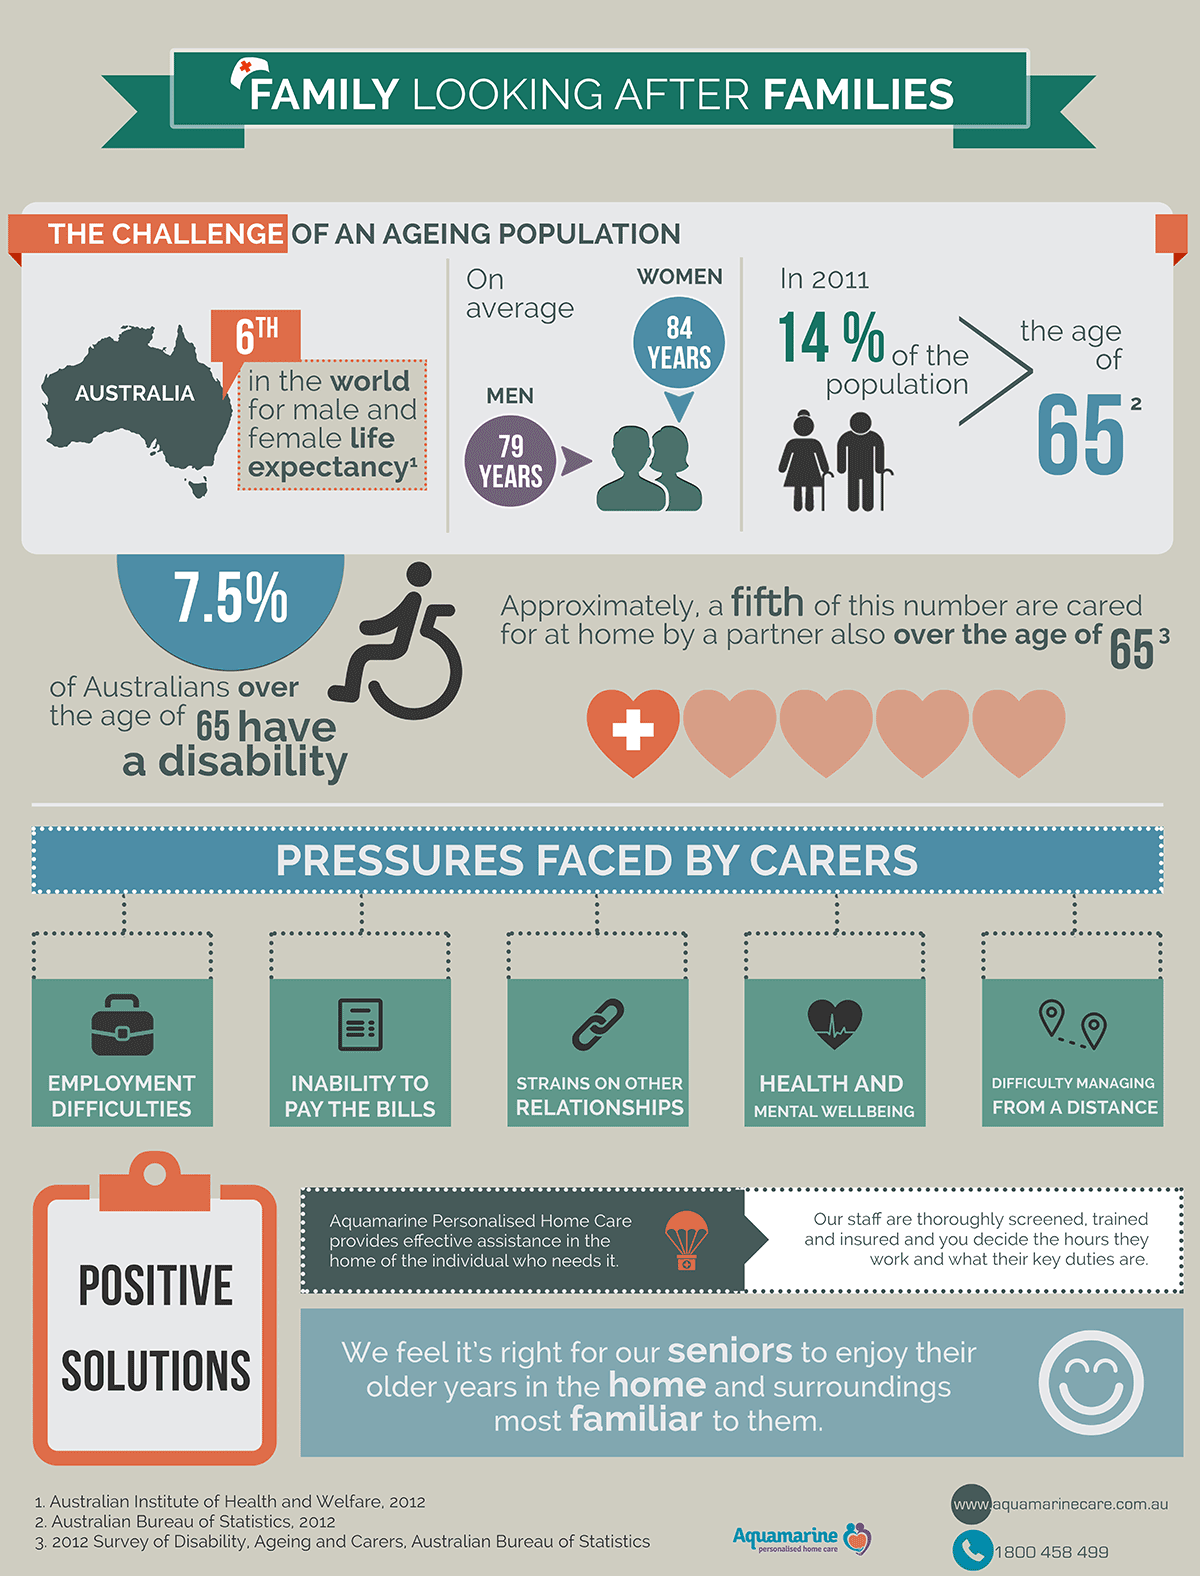 FAMILY LOOKING AFTER FAMILIES
THE CHALLENGE OF AN AGEING POPULATION
AUSTRALIA
6TH
in the world
for male and
female life
expectancy¹
On
average
WOMEN
84
YEARS
MEN
79
YEARS
In 2011
14 %
of the
population
the age
of
65²
7.5%
of Australians over
the age of 65 have
a disability
Approximately, a fifth of this number are cared
for at home by a partner also over the age of 65³
PRESSURES FACED BY CARERS
EMPLOYMENT
DIFFICULTIES
INABILITY TO
PAY THE BILLS
STRAINS ON OTHER
RELATIONSHIPS
HEALTH AND
MENTAL WELLBEING
DIFFICULTY MANAGING
FROM A DISTANCE
POSITIVE
SOLUTIONS
Aquamarine Personalised Home Care
provides effective assistance in the
home of the individual who needs it.
Our staff are thoroughly screened, trained
and insured and you decide the hours they
work and what their key duties are.
We feel it's right for our seniors to enjoy their
older years in the home and surroundings
most familiar to them.
1. Australian Institute of Health and Welfare, 2012
2. Australian Bureau of Statistics, 2012
3. 2012 Survey of Disability, Ageing and Carers, Australian Bureau of Statistics
Aquamarine
personalised home care
www.aquamarinecare.com.au
1800 458 499